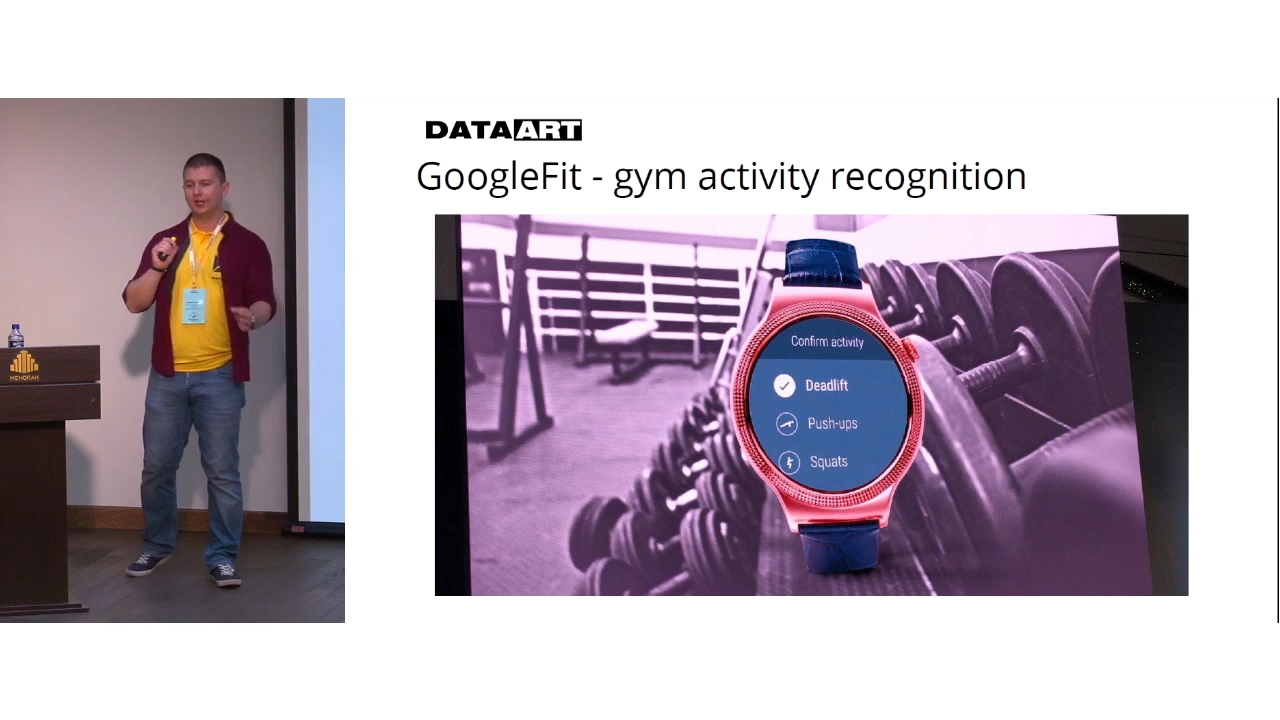 DATAART
GoogleFit - gym activity recognition
Confirm activity
Deadlift
Push-ups
Squats
MENORAH